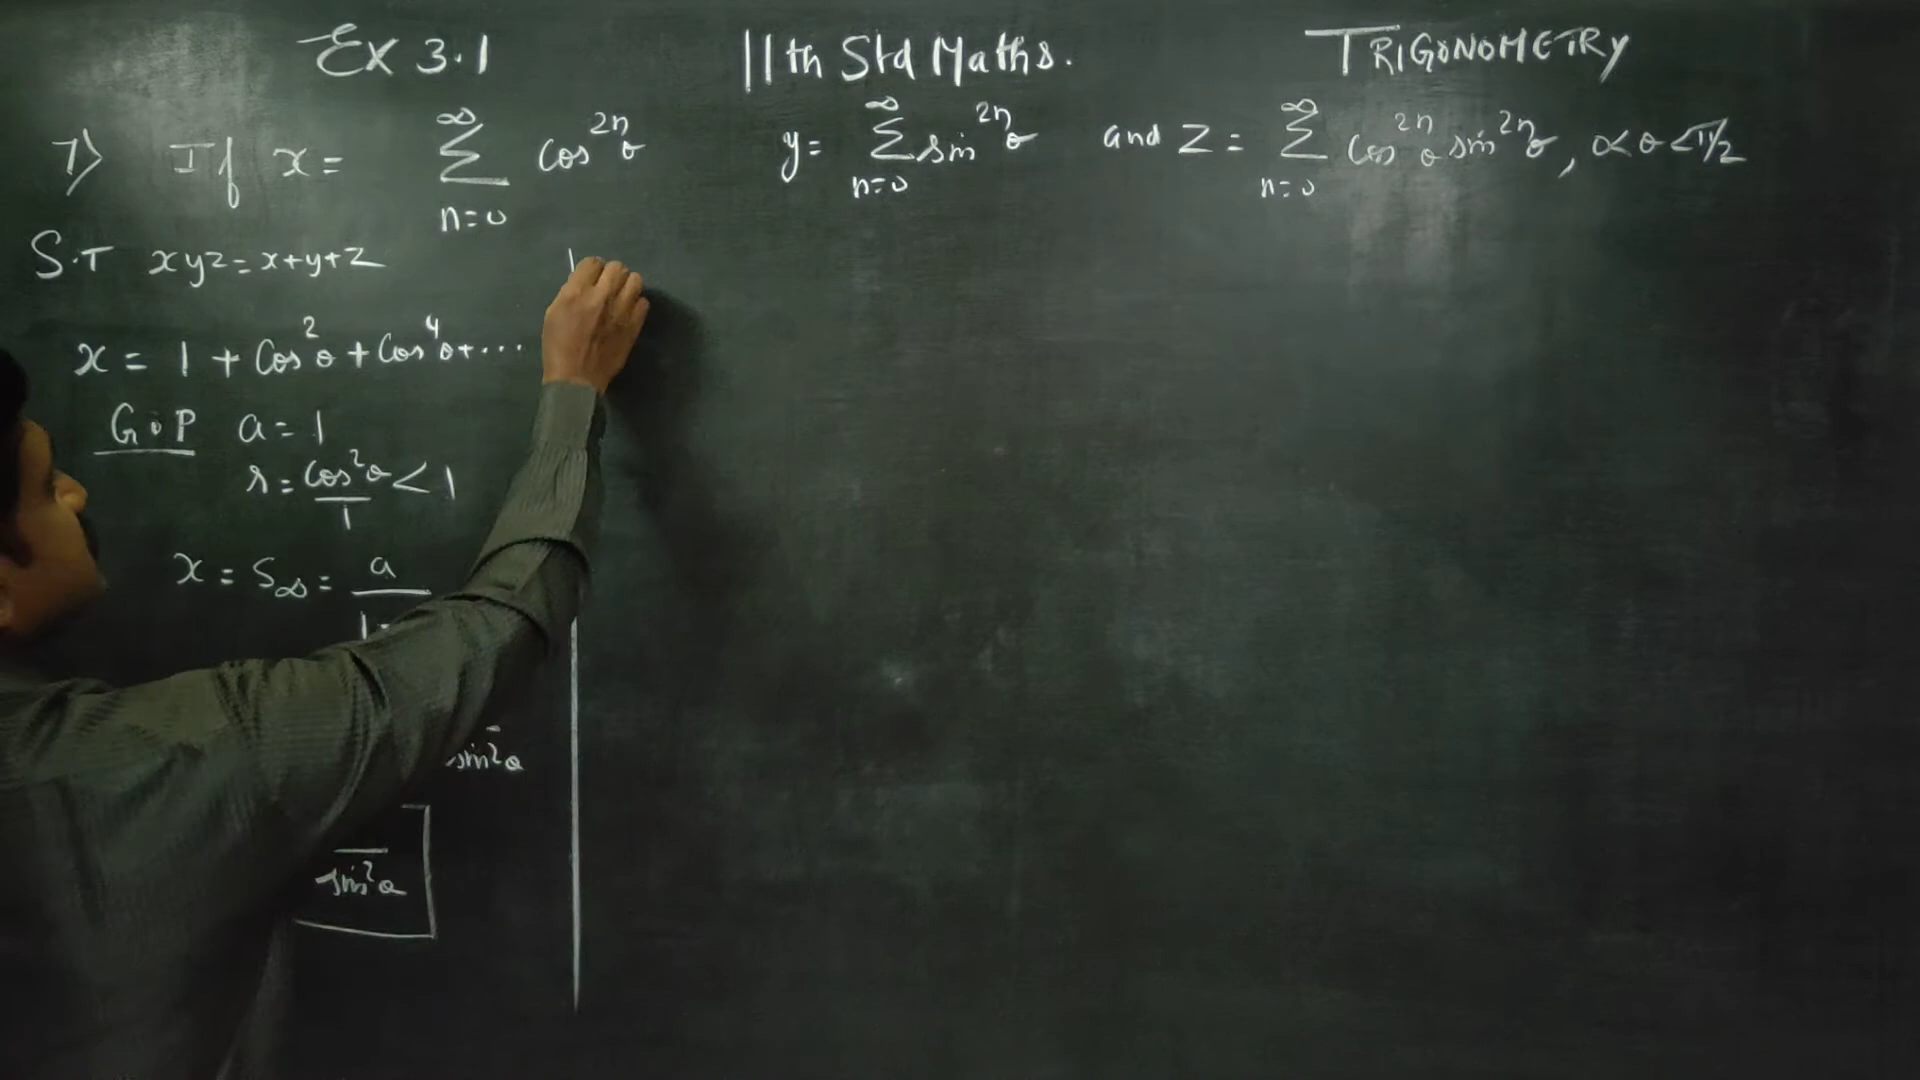 Ex 3.1 11th Std Maths. TRIGONOMETRY
7) If x = ∞∑n=0 cos²ⁿθ y = ∞∑n=0 sin²ⁿθ and z = ∞∑n=0 cos²ⁿθ sin²ⁿθ, 0<θ<π/2
S.T xyz = x+y+z
x = 1 + cos²θ + cos⁴θ + ...
G.P a = 1
r = cos²θ/1 < 1
x = S∞ = a/1-
sin²θ
sin²θ